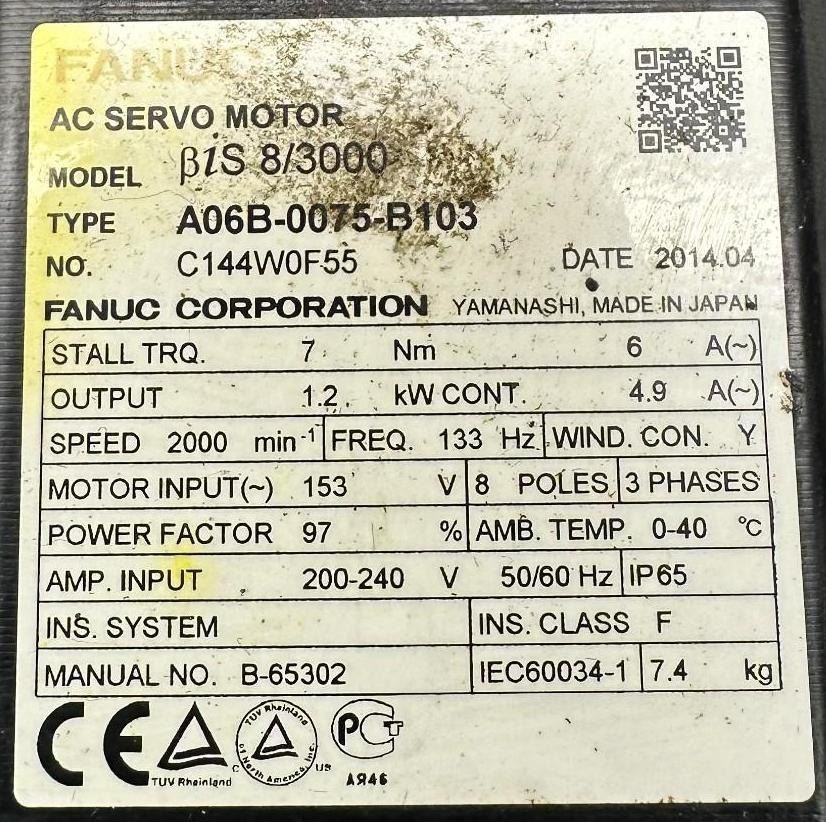 FANUC
AC SERVO MOTOR
MODEL βiS 8/3000
TYPE A06B-0075-B103
NO. C144W0F55 DATE 2014.04
FANUC CORPORATION YAMANASHI, MADE IN JAPAN
STALL TRQ. 7 Nm 6 A(~)
OUTPUT 1.2 kW CONT. 4.9 A(~)
SPEED 2000 min-1 FREQ. 133 Hz WIND. CON. Y
MOTOR INPUT(~) 153 V 8 POLES 3 PHASES
POWER FACTOR 97 % AMB. TEMP. 0-40 ℃
AMP. INPUT 200-240 V 50/60 Hz IP65
INS. SYSTEM INS. CLASS F
MANUAL NO. B-65302 IEC60034-1 7.4 kg
CE TUV Rheinland
TUV Rheinland of North America, Inc. C US
PCT АЯ46